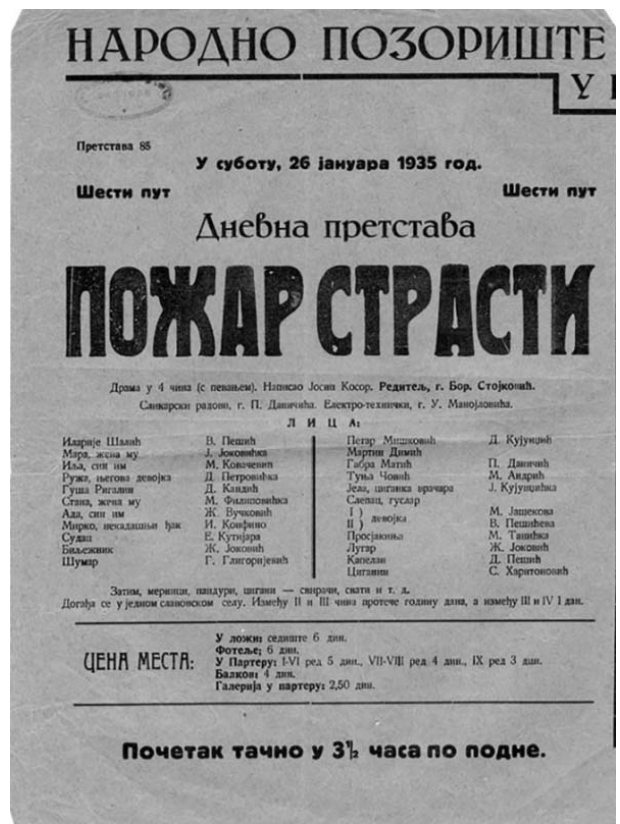 НАРОДНО ПОЗОРИШТЕ
У
Претстава 85
У суботу, 26 јануара 1935 год.
Шести пут Шести пут
Дневна претстава
ПОЖАР СТРАСТИ
Драма у 4 чина (с певањем). Написао Јосип Косор. Редитељ, г. Бор. Стојковић.
Сликарски радови, г. П. Даничића. Електро-технички, г. У. Манојловића.
ЛИЦА:
Иларије Шалић В. Пешић
Мара, жена му Ј. Јоковићка
Илја, син им М. Ковачевић
Ружа, његова девојка Д. Петровићка
Гуша Ригалин Д. Кандић
Стана, жена му М. Филиповићка
Ада, син им Ж. Вучковић
Мирко, некадашњи ђак И. Конфино
Судац Е. Кутијара
Биљежник Ж. Јоковић
Шумар Г. Глигоријевић
Петар Мишковић Д. Кујунџић
Мартин Димић
Габра Матић П. Даничић
Туња Човић М. Андрић
Јела, циганка врачара Ј. Кујунџићка
Слепац, гуслар
I ) девојка М. Јашекова
II ) В. Пешићева
Просјакиња М. Танићка
Лугар Ж. Јоковић
Капелан Д. Пешић
Циганин С. Харитоновић
Затим, мерници, пандури, цигани — свирачи, свати и т. д.
Догађа се у једном славонском селу. Између II и III чина протече годину дана, а између III и IV 1 дан.
ЦЕНА МЕСТА:
У ложи: седиште 6 дин.
Фотеље; 6 дин.
У Партеру: I-VI ред 5 дин., VII-VIII ред 4 дин., IX ред 3 дин.
Балкон: 4 дин.
Галерија у партеру: 2,50 дин.
Почетак тачно у 3½ часа по подне.